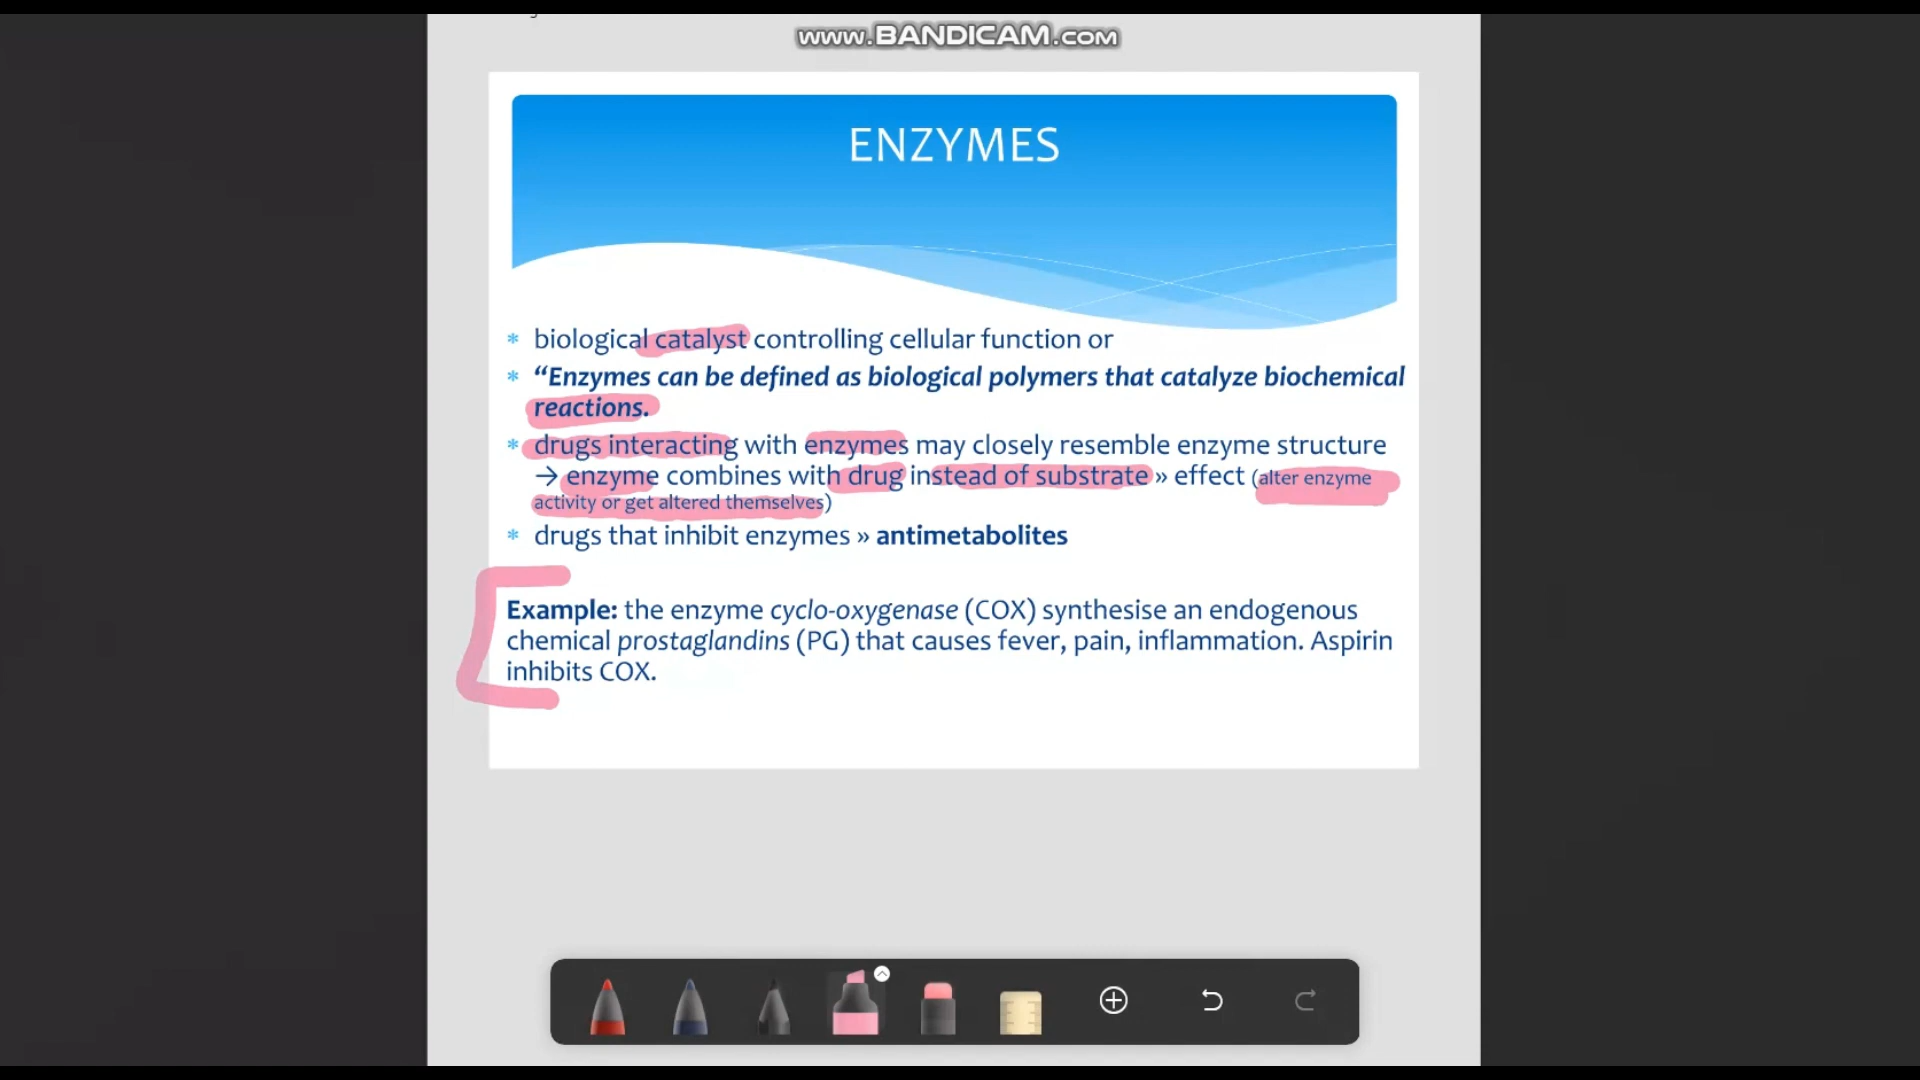 www.BANDICAM.com
ENZYMES
* biological catalyst controlling cellular function or
* “Enzymes can be defined as biological polymers that catalyze biochemical
reactions.
* drugs interacting with enzymes may closely resemble enzyme structure
→ enzyme combines with drug instead of substrate » effect (alter enzyme
activity or get altered themselves)
* drugs that inhibit enzymes » antimetabolites
Example: the enzyme cyclo-oxygenase (COX) synthesise an endogenous
chemical prostaglandins (PG) that causes fever, pain, inflammation. Aspirin
inhibits COX.